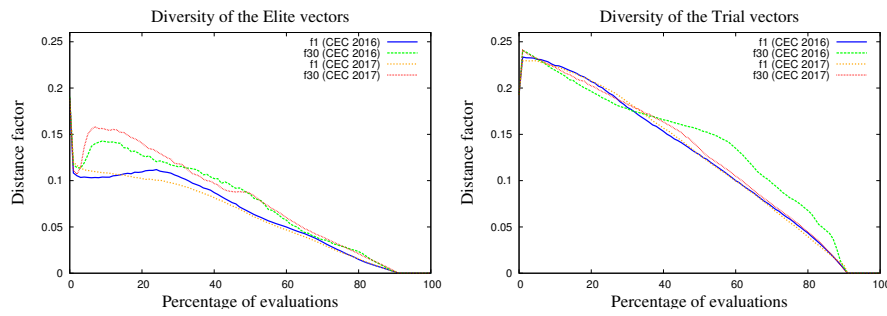 Diversity of the Elite vectors
0.25
0.2
0.15
0.1
0.05
0
Distance factor
f1 (CEC 2016)
f30 (CEC 2016)
f1 (CEC 2017)
f30 (CEC 2017)
0 20 40 60 80 100
Percentage of evaluations
Diversity of the Trial vectors
0.25
0.2
0.15
0.1
0.05
0
Distance factor
f1 (CEC 2016)
f30 (CEC 2016)
f1 (CEC 2017)
f30 (CEC 2017)
0 20 40 60 80 100
Percentage of evaluations